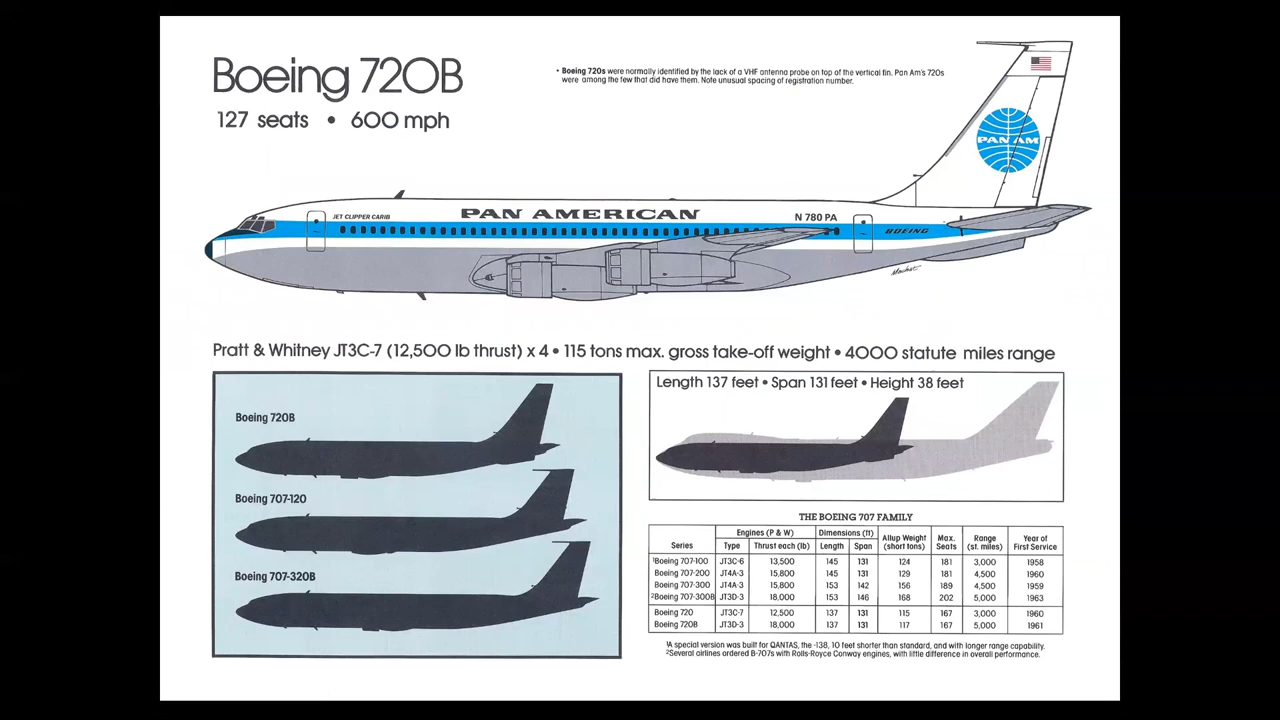 Boeing 720B
127 seats • 600 mph
• Boeing 720s were normally identified by the lack of a VHF antenna probe on top of the vertical fin. Pan Am's 720s
were among the few that did have them. Note unusual spacing of registration number.
PAN AM
JET CLIPPER CARIB
PAN AMERICAN
N 780 PA
BOEING
Pratt & Whitney JT3C-7 (12,500 lb thrust) x 4 • 115 tons max. gross take-off weight • 4000 statute miles range
Boeing 720B
Boeing 707-120
Boeing 707-320B
Length 137 feet • Span 131 feet • Height 38 feet
THE BOEING 707 FAMILY
Series Engines (P & W) Dimensions (ft) Allup Weight (short tons) Max. Seats Range (st. miles) Year of First Service
Type Thrust each (lb) Length Span
¹Boeing 707-100 JT3C-6 13,500 145 131 124 181 3,000 1958
Boeing 707-200 JT4A-3 15,800 145 131 129 181 4,500 1960
Boeing 707-300 JT4A-3 15,800 153 142 156 189 4,500 1959
²Boeing 707-300B JT3D-3 18,000 153 146 168 202 5,000 1963
Boeing 720 JT3C-7 12,500 137 131 115 167 3,000 1960
Boeing 720B JT3D-3 18,000 137 131 117 167 5,000 1961
¹A special version was built for QANTAS, the -138, 10 feet shorter than standard, and with longer range capability.
²Several airlines ordered B-707s with Rolls-Royce Conway engines, with little difference in overall performance.